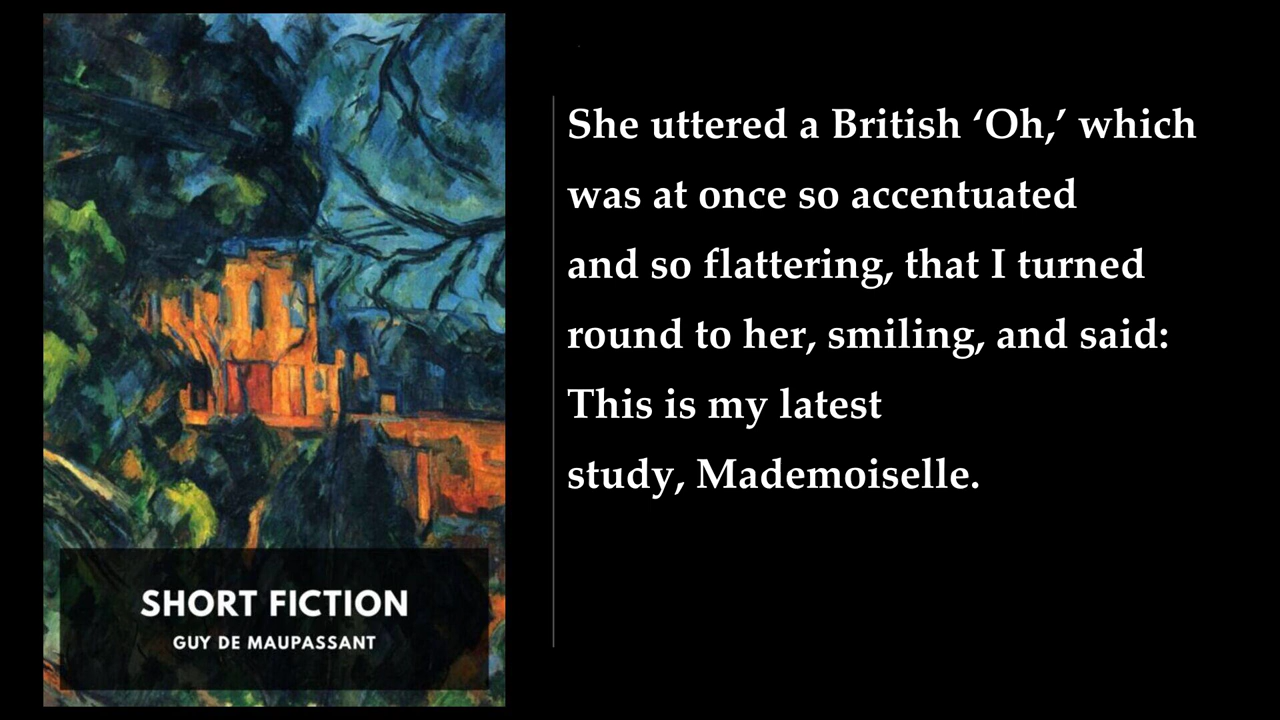 She uttered a British ‘Oh,’ which
was at once so accentuated
and so flattering, that I turned
round to her, smiling, and said:
This is my latest
study, Mademoiselle.
SHORT FICTION
GUY DE MAUPASSANT